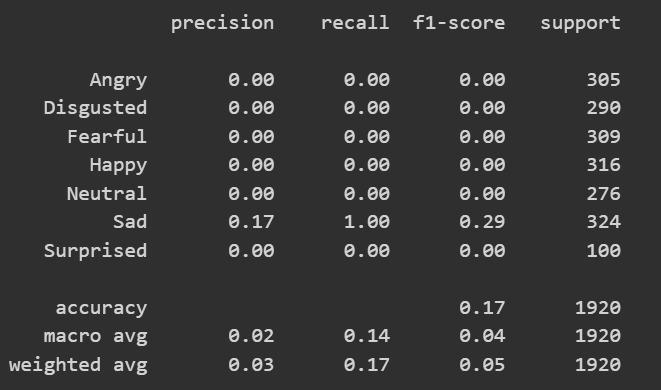 precision recall f1-score support
Angry 0.00 0.00 0.00 305
Disgusted 0.00 0.00 0.00 290
Fearful 0.00 0.00 0.00 309
Happy 0.00 0.00 0.00 316
Neutral 0.00 0.00 0.00 276
Sad 0.17 1.00 0.29 324
Surprised 0.00 0.00 0.00 100
accuracy 0.17 1920
macro avg 0.02 0.14 0.04 1920
weighted avg 0.03 0.17 0.05 1920